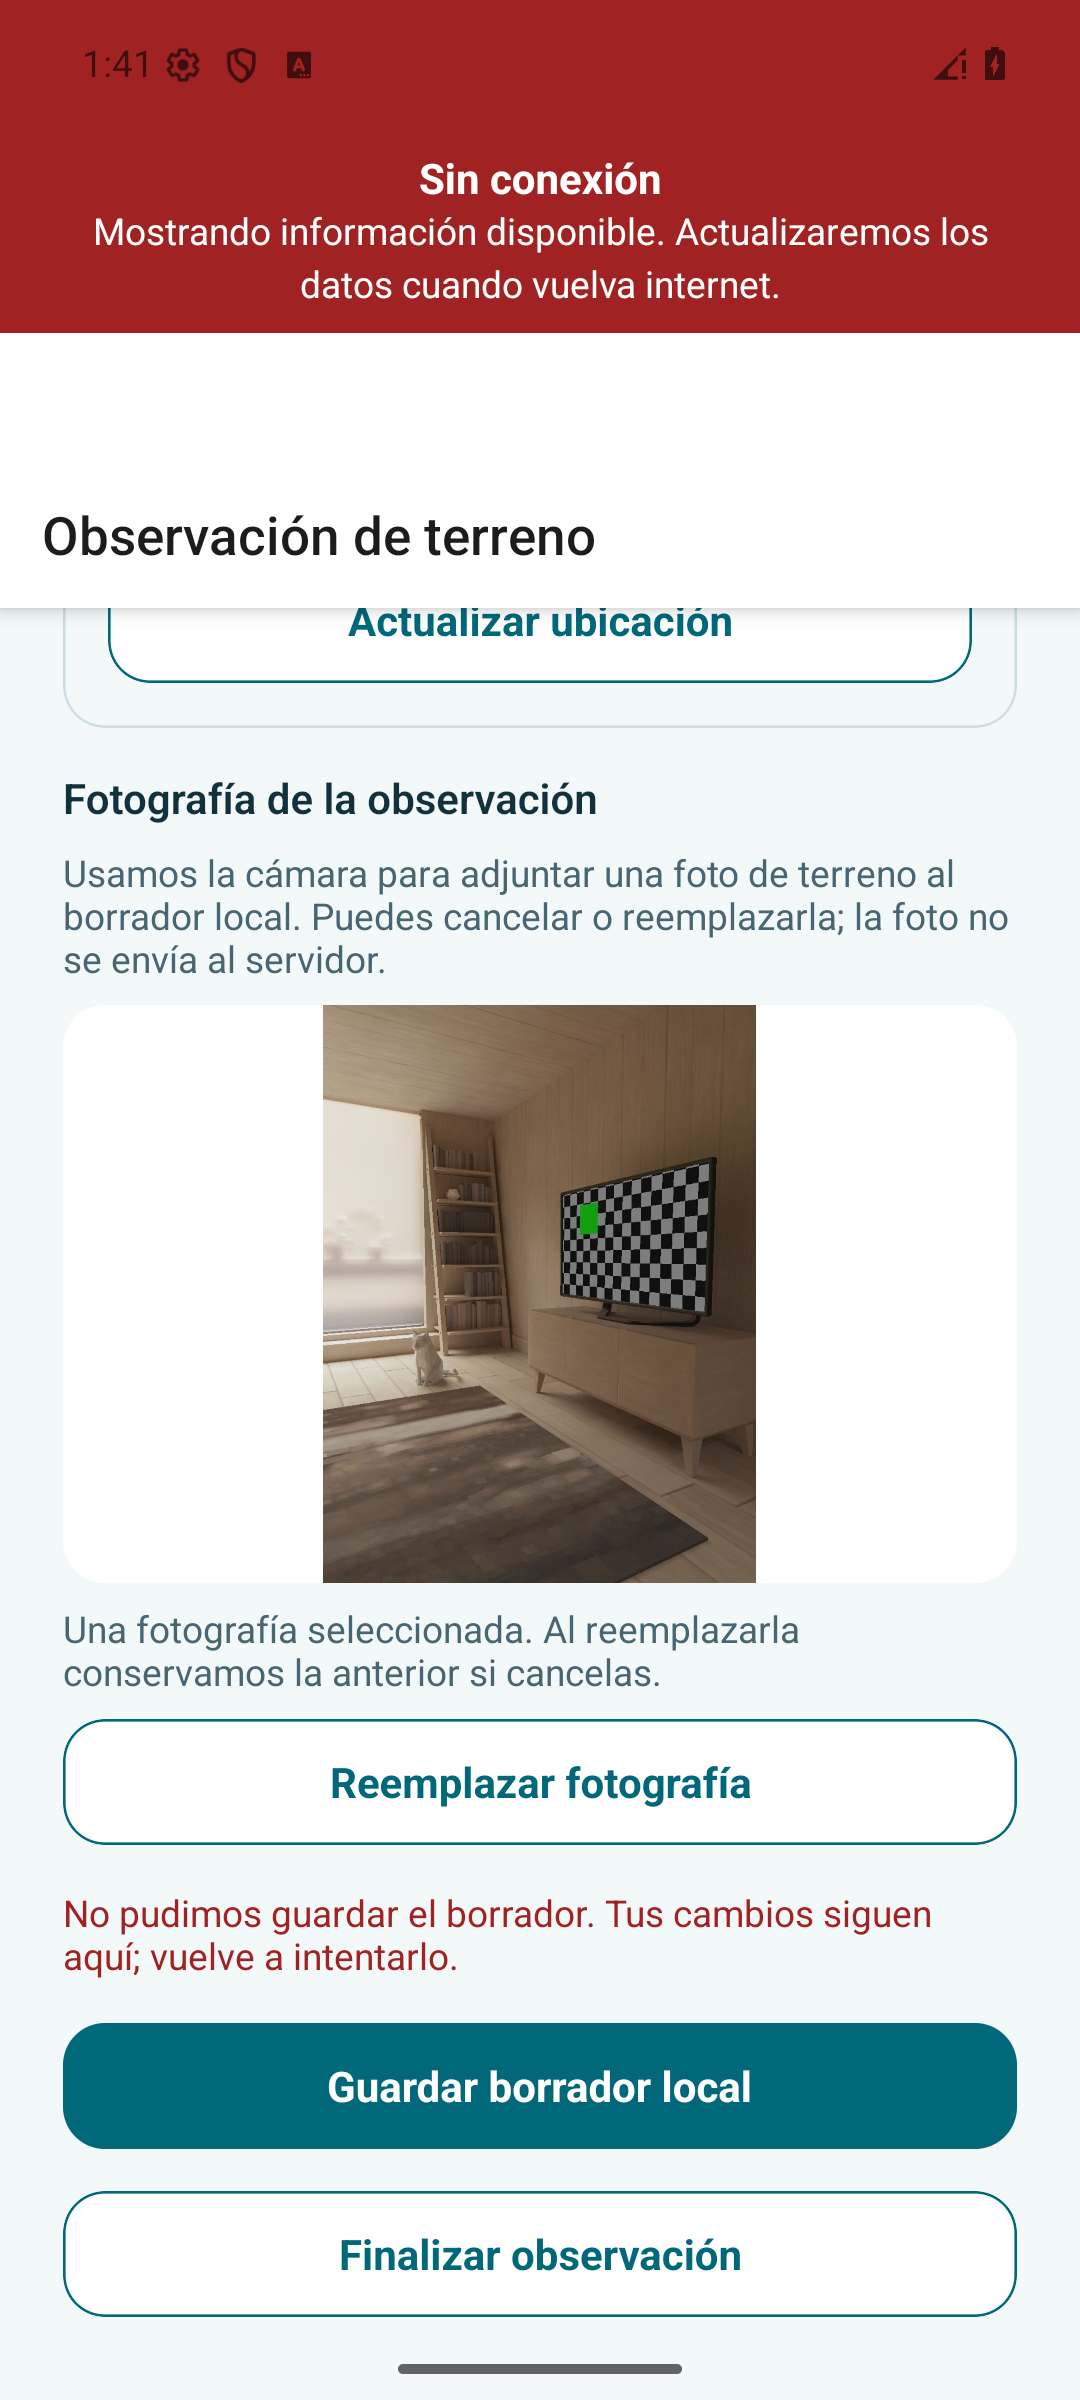 1:41
Sin conexión
Mostrando información disponible. Actualizaremos los
datos cuando vuelva internet.
Observación de terreno
Actualizar ubicación
Fotografía de la observación
Usamos la cámara para adjuntar una foto de terreno al
borrador local. Puedes cancelar o reemplazarla; la foto no
se envía al servidor.
Una fotografía seleccionada. Al reemplazarla
conservamos la anterior si cancelas.
Reemplazar fotografía
No pudimos guardar el borrador. Tus cambios siguen
aquí; vuelve a intentarlo.
Guardar borrador local
Finalizar observación